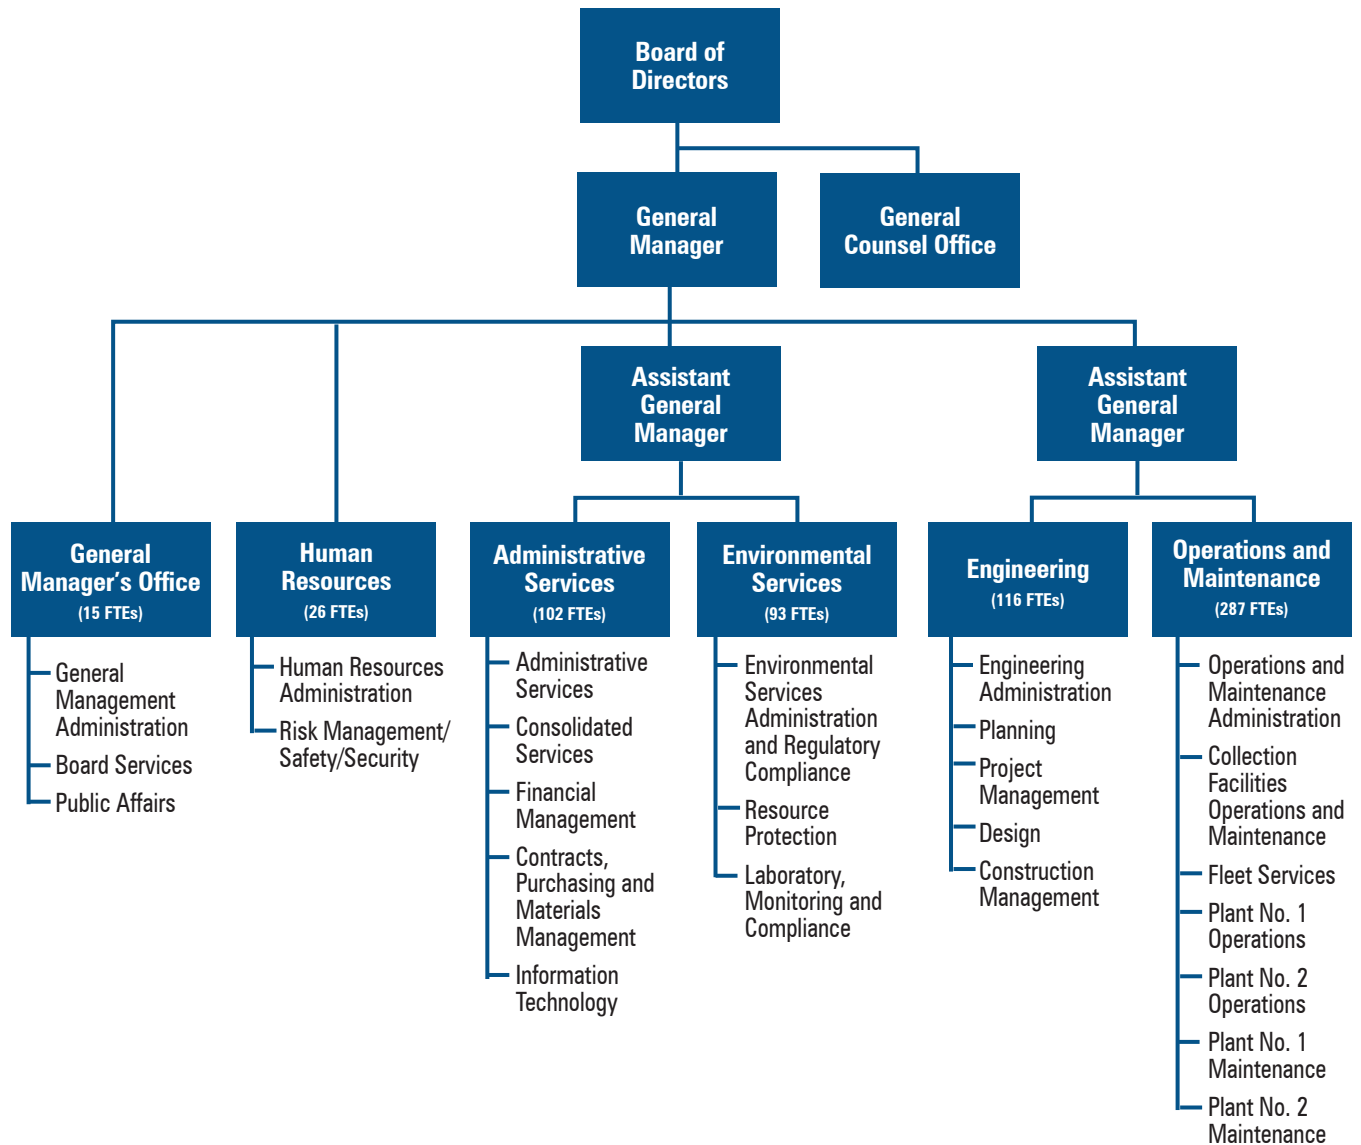 Board of
Directors
General
Manager
General
Counsel Office
Assistant
General
Manager
Assistant
General
Manager
General
Manager’s Office
(15 FTEs)
General
Management
Administration
Board Services
Public Affairs
Human
Resources
(26 FTEs)
Human Resources
Administration
Risk Management/
Safety/Security
Administrative
Services
(102 FTEs)
Administrative
Services
Consolidated
Services
Financial
Management
Contracts,
Purchasing and
Materials
Management
Information
Technology
Environmental
Services
(93 FTEs)
Environmental
Services
Administration
and Regulatory
Compliance
Resource
Protection
Laboratory,
Monitoring and
Compliance
Engineering
(116 FTEs)
Engineering
Administration
Planning
Project
Management
Design
Construction
Management
Operations and
Maintenance
(287 FTEs)
Operations and
Maintenance
Administration
Collection
Facilities
Operations and
Maintenance
Fleet Services
Plant No. 1
Operations
Plant No. 2
Operations
Plant No. 1
Maintenance
Plant No. 2
Maintenance